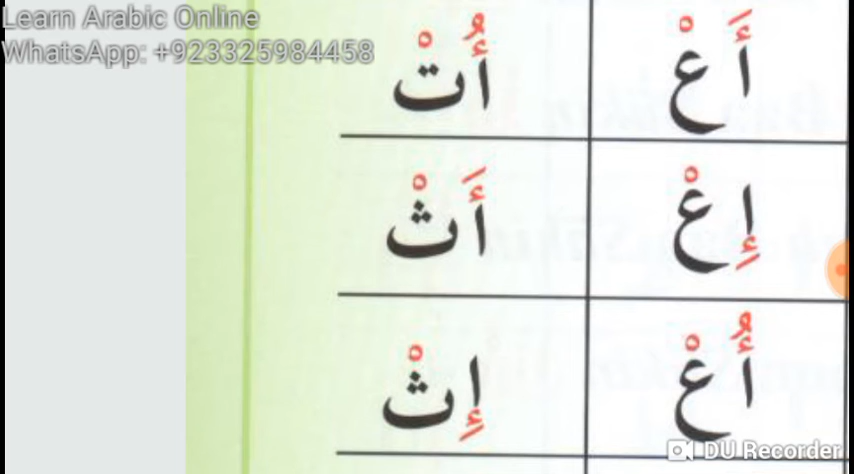 Learn Arabic Online
WhatsApp: +923325984458
أَعْ أُتْ
إِعْ أَثْ
أُعْ إِثْ
DU Recorder